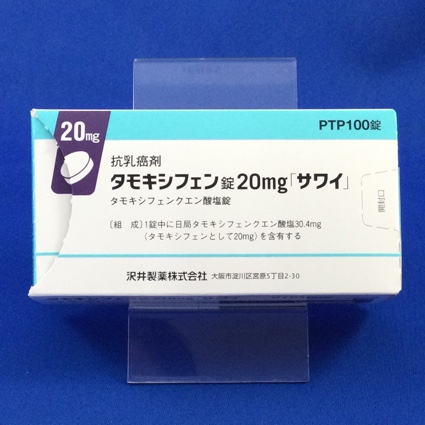 20mg
PTP100錠
抗乳癌剤
タモキシフェン錠20mg「サワイ」
タモキシフェンクエン酸塩錠
〔組 成〕1錠中に日局タモキシフェンクエン酸塩30.4mg
(タモキシフェンとして20mg)を含有する
開封口
沢井製薬株式会社 大阪市淀川区宮原5丁目2-30